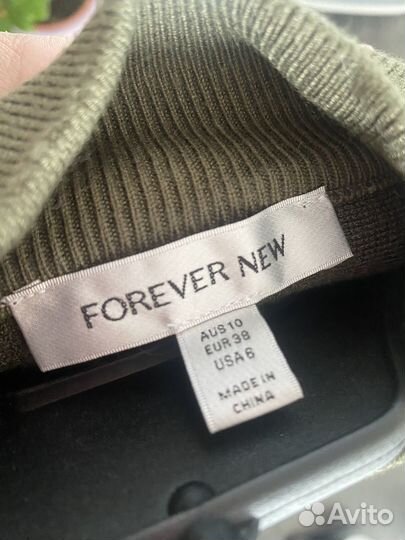 FOREVER NEW
AUS 10
EUR 38
USA 6
MADE IN
CHINA
Avito